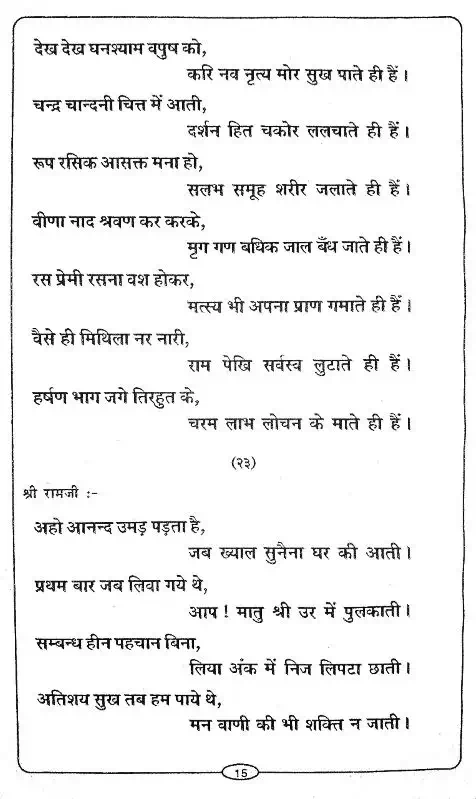 देख देख घनश्याम वपुष को,
करि नव नृत्य मोर सुख पाते ही हैं ।
चन्द्र चान्दनी चित्त में आती,
दर्शन हित चकोर ललचाते ही हैं ।
रूप रसिक आसक्त मना हो,
सलभ समूह शरीर जलाते ही हैं ।
वीणा नाद श्रवण कर करके,
मृग गण बधिक जाल बँध जाते ही हैं ।
रस प्रेमी रसना वश होकर,
मत्स्य भी अपना प्राण गमाते ही हैं ।
वैसे ही मिथिला नर नारी,
राम पेखि सर्वस्व लुटाते ही हैं ।
हर्षण भाग जगे तिरहुत के,
चरम लाभ लोचन के माते ही हैं ।
(२३)
श्री रामजी :-
अहो आनन्द उमड़ पड़ता है,
जब ख्याल सुनैना घर की आती ।
प्रथम बार जब लिवा गये थे,
आप ! मातु श्री उर में पुलकाती ।
सम्बन्ध हीन पहचान बिना,
लिया अंक में निज लिपटा छाती ।
अतिशय सुख तब हम पाये थे,
मन वाणी की भी शक्ति न जाती ।
15